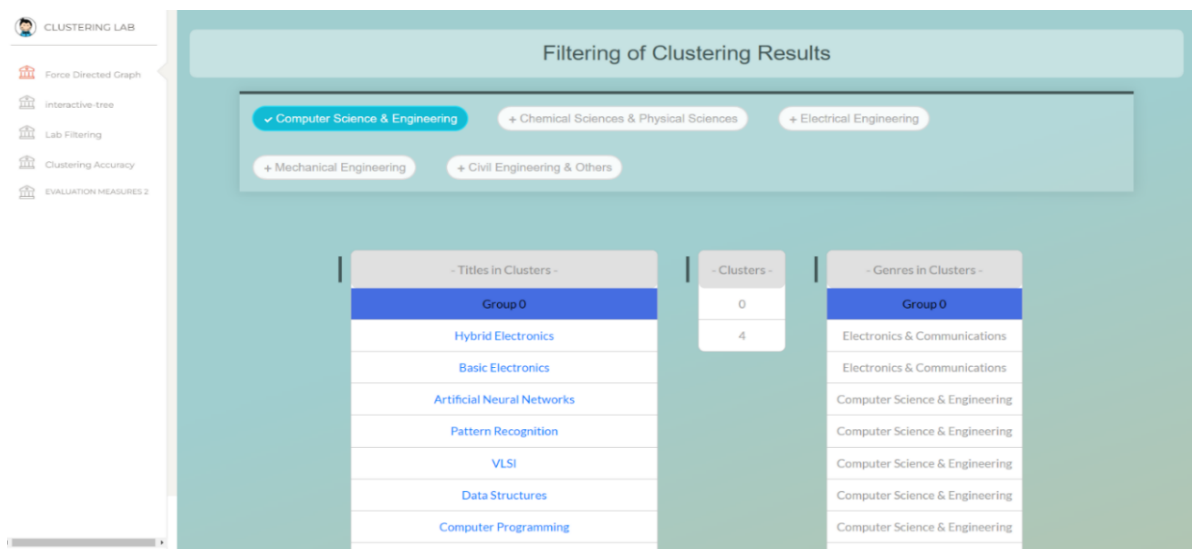 CLUSTERING LAB
Force Directed Graph
interactive-tree
Lab Filtering
Clustering Accuracy
EVALUATION MEASURES 2
Filtering of Clustering Results
✓ Computer Science & Engineering
+ Chemical Sciences & Physical Sciences
+ Electrical Engineering
+ Mechanical Engineering
+ Civil Engineering & Others
- Titles in Clusters -
Group 0
Hybrid Electronics
Basic Electronics
Artificial Neural Networks
Pattern Recognition
VLSI
Data Structures
Computer Programming
- Clusters -
0
4
- Genres in Clusters -
Group 0
Electronics & Communications
Electronics & Communications
Computer Science & Engineering
Computer Science & Engineering
Computer Science & Engineering
Computer Science & Engineering
Computer Science & Engineering